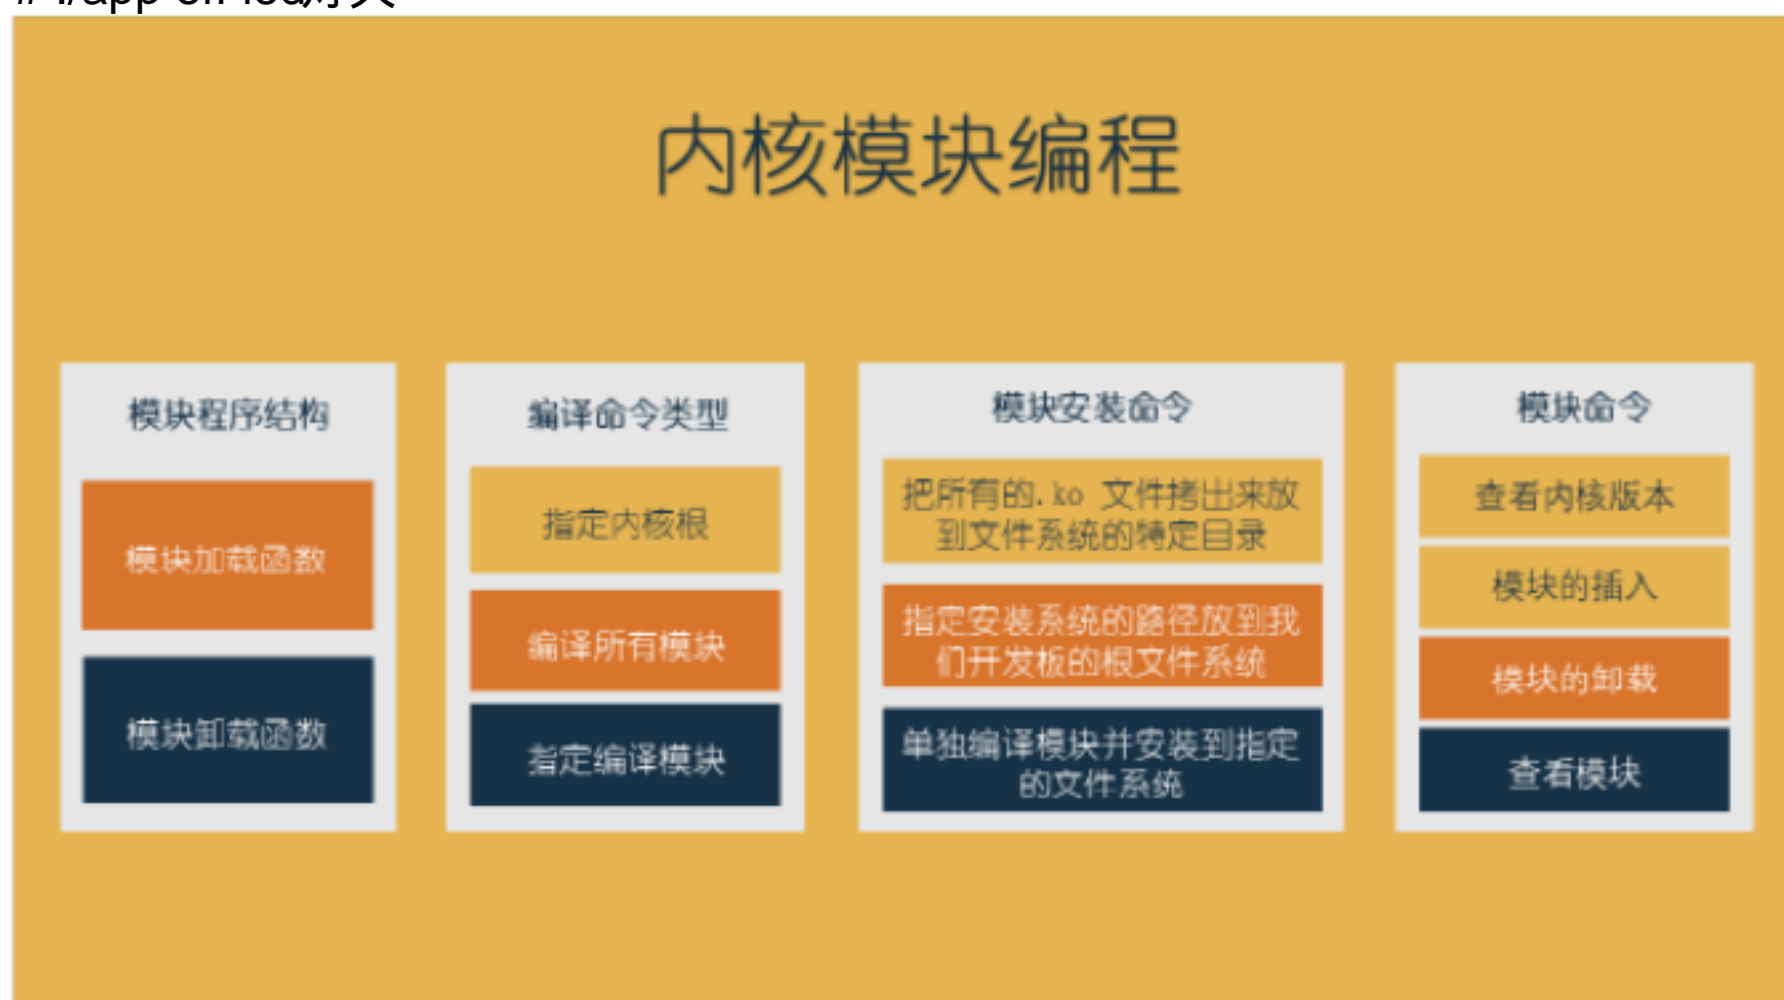 内核模块编程
模块程序结构
模块加载函数
模块卸载函数
编译命令类型
指定内核根
编译所有模块
指定编译模块
模块安装命令
把所有的.ko 文件拷出来放
到文件系统的特定目录
指定安装系统的路径放到我
们开发板的根文件系统
单独编译模块并安装到指定
的文件系统
模块命令
查看内核版本
模块的插入
模块的卸载
查看模块